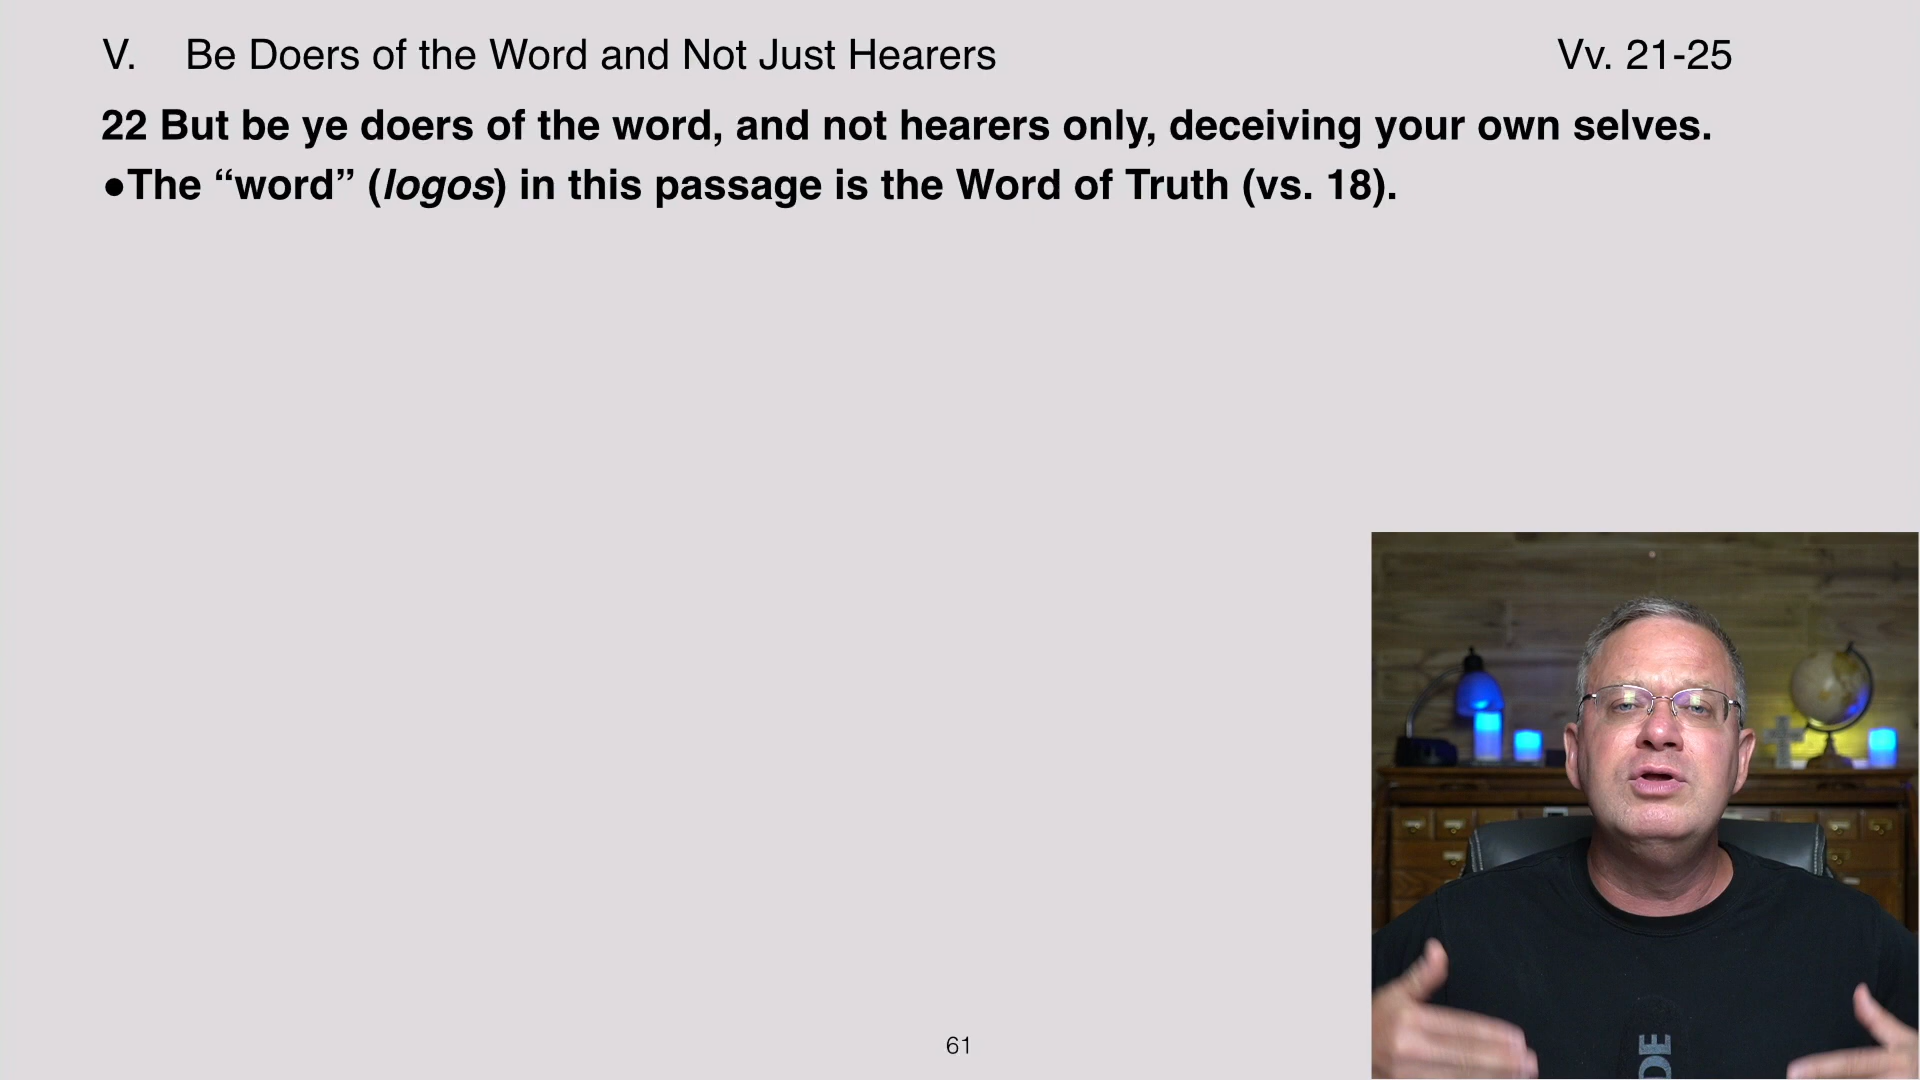 V. Be Doers of the Word and Not Just Hearers Vv. 21-25
22 But be ye doers of the word, and not hearers only, deceiving your own selves.
●The “word” (logos) in this passage is the Word of Truth (vs. 18).
DE
61